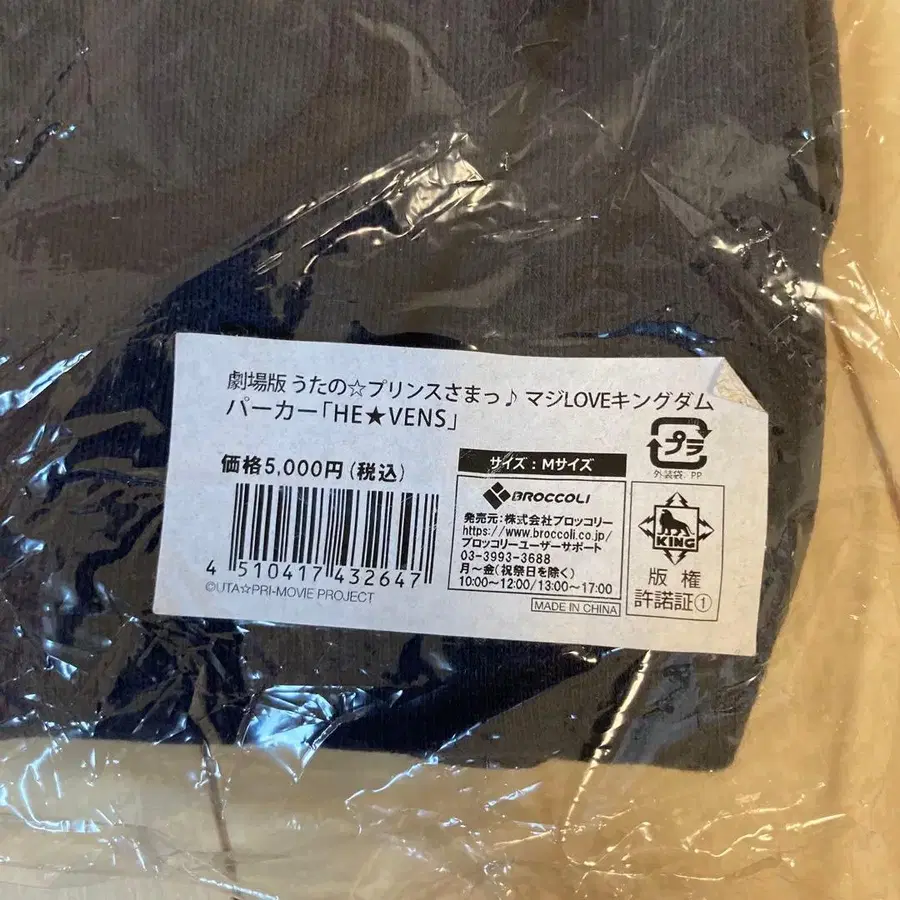 劇場版 うたの☆プリンスさまっ♪ マジLOVEキングダム
パーカー「HE★VENS」
価格5,000円(税込)
4 510417 432647
©UTA☆PRI-MOVIE PROJECT
サイズ：Mサイズ
BROCCOLI
発売元：株式会社ブロッコリー
https://www.broccoli.co.jp/
ブロッコリーユーザーサポート
03-3993-3688
月～金(祝祭日を除く)
10:00～12:00/13:00～17:00
MADE IN CHINA
プラ
外装袋：PP
KING
版権
許諾証①